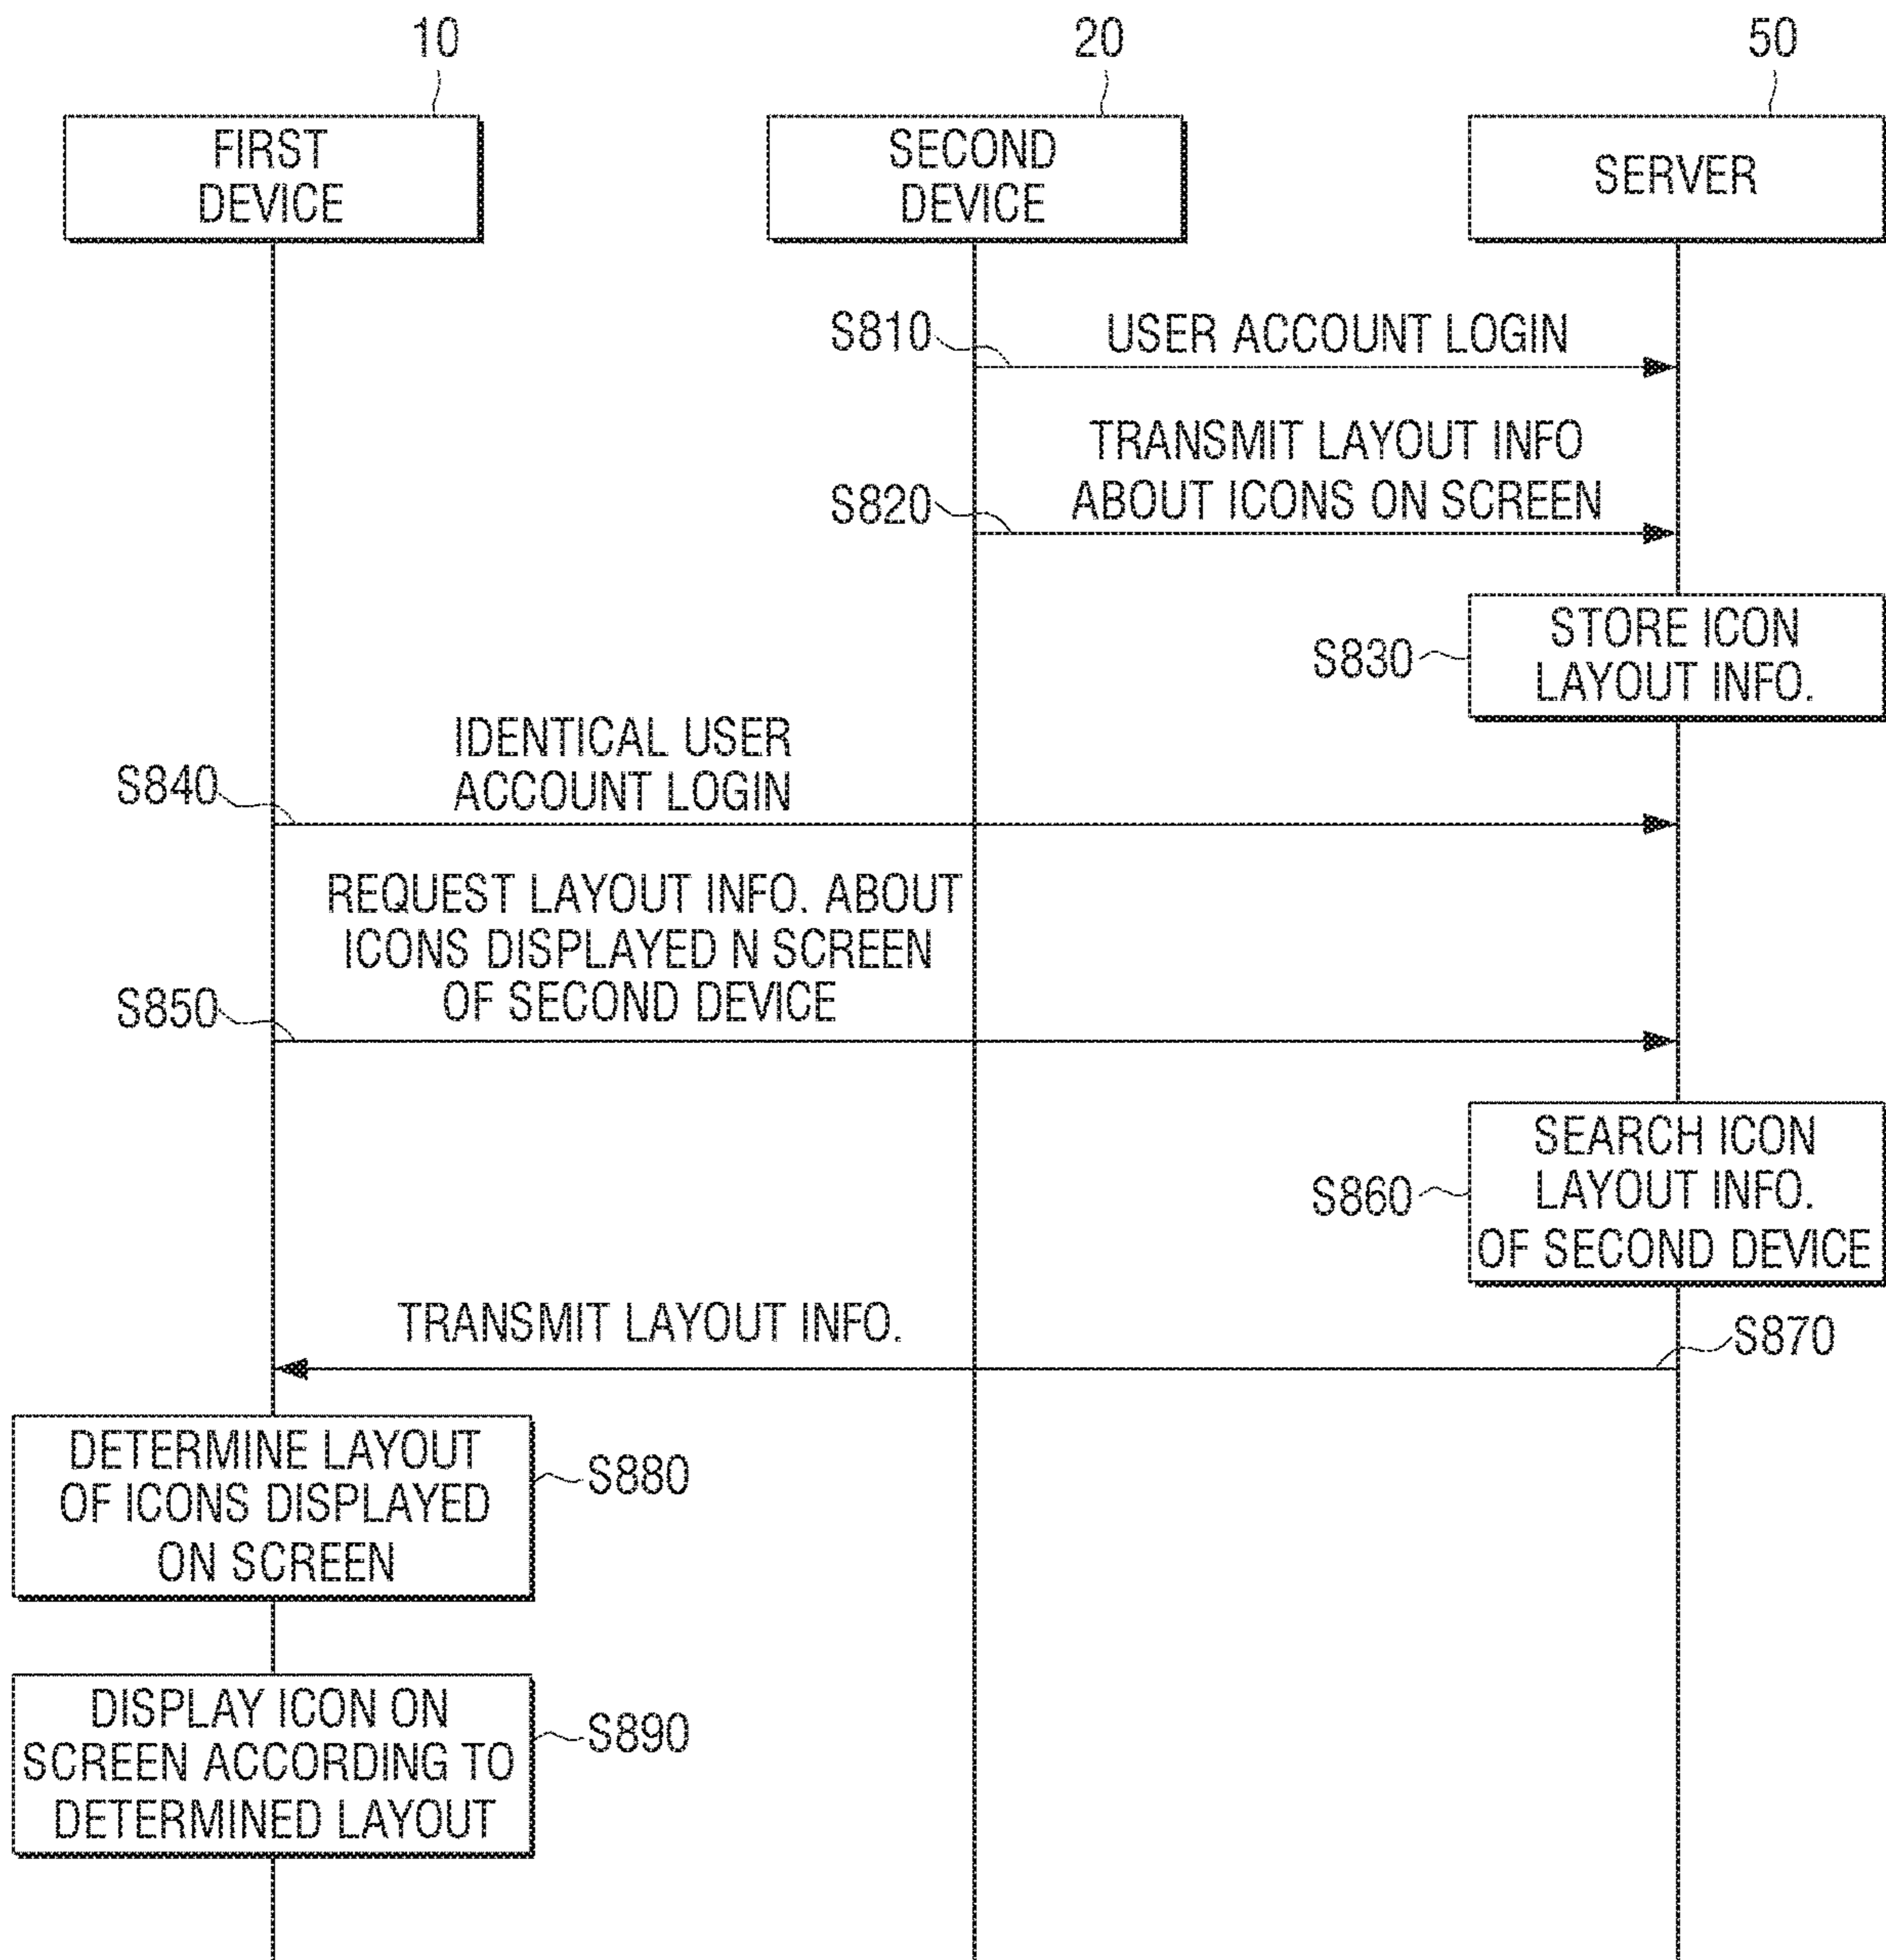 10
20
50
FIRST
DEVICE
SECOND
DEVICE
SERVER
S810
USER ACCOUNT LOGIN
TRANSMIT LAYOUT INFO
S820
ABOUT ICONS ON SCREEN
S830
STORE ICON
LAYOUT INFO.
IDENTICAL USER
S840
ACCOUNT LOGIN
REQUEST LAYOUT INFO. ABOUT
ICONS DISPLAYED N SCREEN
S850
OF SECOND DEVICE
S860
SEARCH ICON
LAYOUT INFO.
OF SECOND DEVICE
TRANSMIT LAYOUT INFO.
S870
DETERMINE LAYOUT
OF ICONS DISPLAYED
ON SCREEN
S880
DISPLAY ICON ON
SCREEN ACCORDING TO
DETERMINED LAYOUT
S890